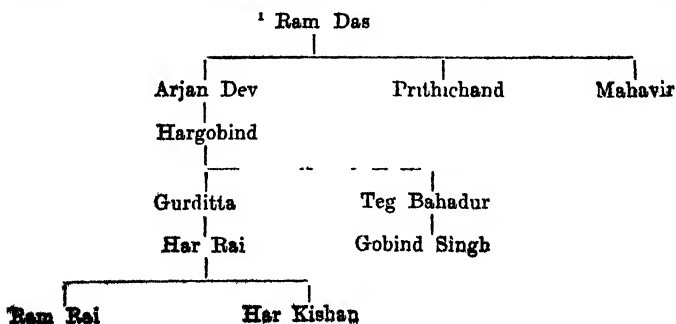 ¹ Ram Das
Arjan Dev Prithichand Mahavir
Hargobind
Gurditta Teg Bahadur
Har Rai Gobind Singh
Ram Rai Har Kishan